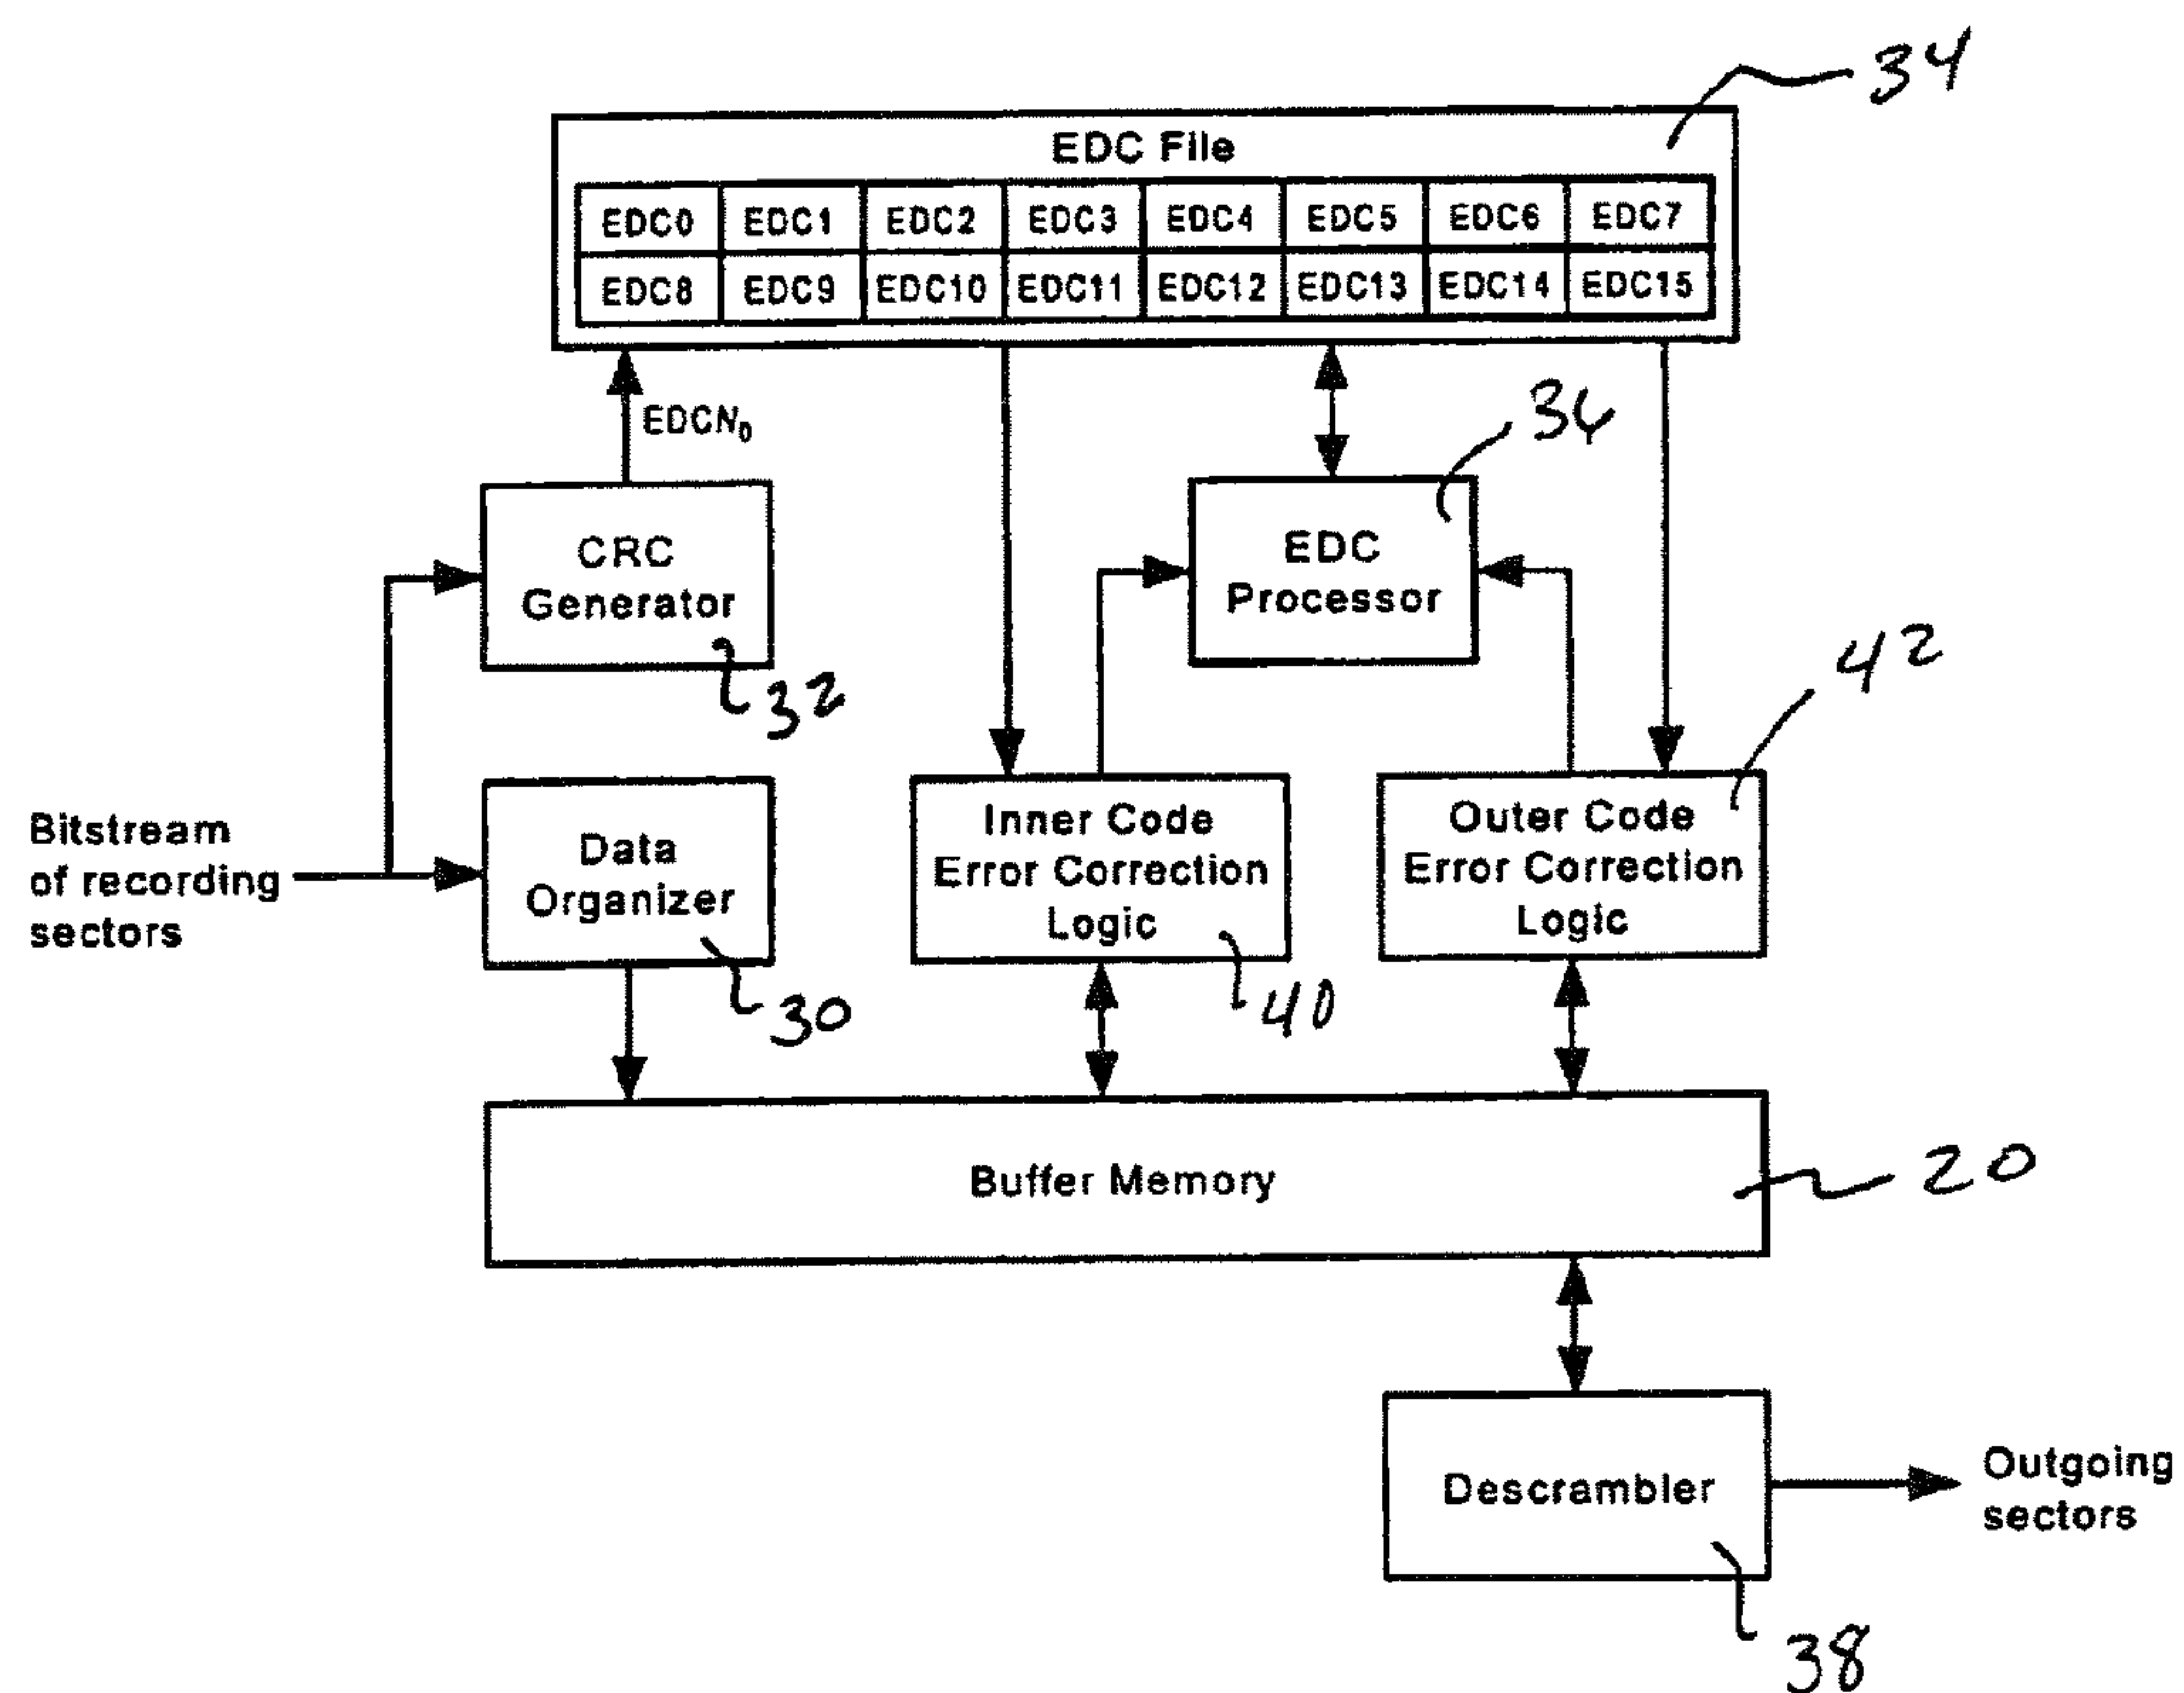 34
EDC File
EDC0 EDC1 EDC2 EDC3 EDC4 EDC5 EDC6 EDC7
EDC8 EDC9 EDC10 EDC11 EDC12 EDC13 EDC14 EDC15
EDCN0
36
CRC
Generator
32
EDC
Processor
42
Bitstream
of recording
sectors
Data
Organizer
30
Inner Code
Error Correction
Logic
40
Outer Code
Error Correction
Logic
Buffer Memory
20
Descrambler
38
Outgoing
sectors